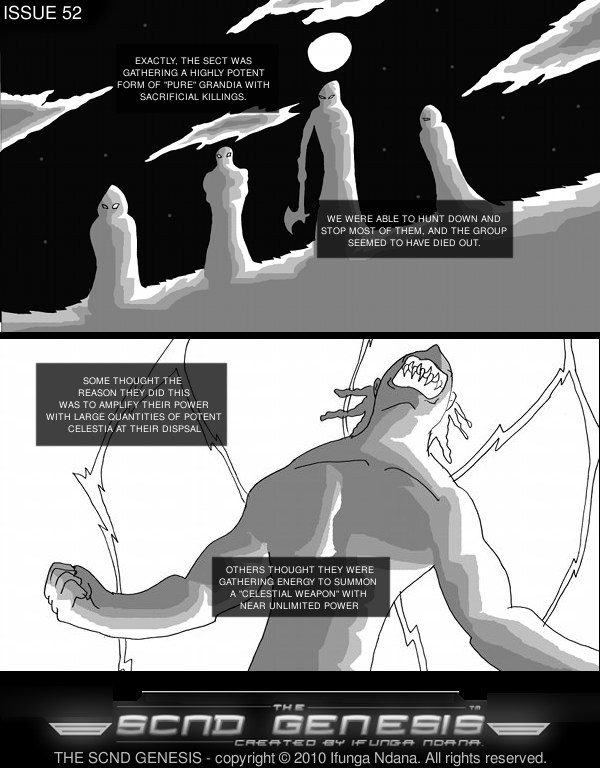 ISSUE 52
EXACTLY, THE SECT WAS
GATHERING A HIGHLY POTENT
FORM OF "PURE" GRANDIA WITH
SACRIFICIAL KILLINGS.
WE WERE ABLE TO HUNT DOWN AND
STOP MOST OF THEM, AND THE GROUP
SEEMED TO HAVE DIED OUT.
SOME THOUGHT THE
REASON THEY DID THIS
WAS TO AMPLIFY THEIR POWER
WITH LARGE QUANTITIES OF POTENT
CELESTIA AT THEIR DISPSAL
OTHERS THOUGHT THEY WERE
GATHERING ENERGY TO SUMMON
A "CELESTIAL WEAPON" WITH
NEAR UNLIMITED POWER
THE
SCND GENESIS™
CREATED BY IFUNGA NDANA.
THE SCND GENESIS - copyright © 2010 Ifunga Ndana. All rights reserved.